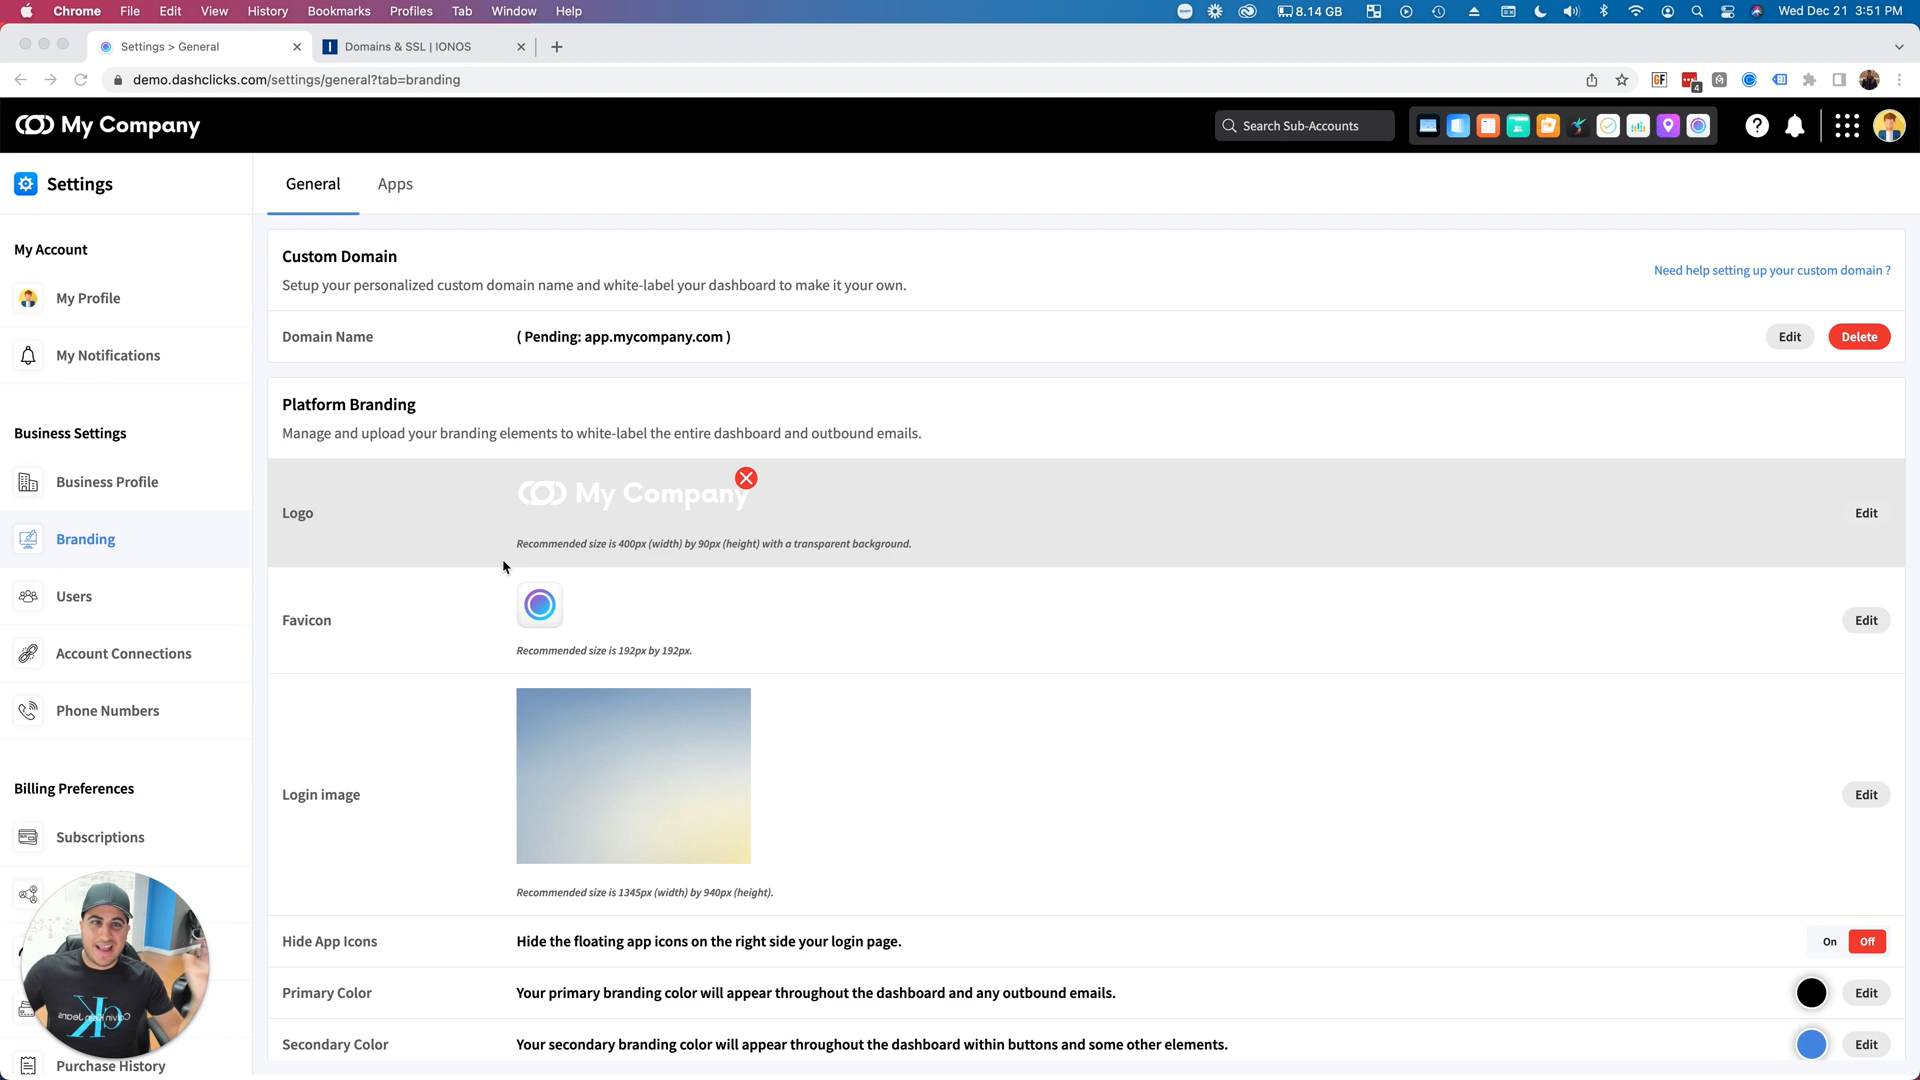 Chrome File Edit View History Bookmarks Profiles Tab Window Help
8.14 GB
Wed Dec 21 3:51 PM
Settings > General
Domains & SSL | IONOS
demo.dashclicks.com/settings/general?tab=branding
GF
4
My Company
Search Sub-Accounts
Settings
General Apps
My Account
My Profile
My Notifications
Business Settings
Business Profile
Branding
Users
Account Connections
Phone Numbers
Billing Preferences
Subscriptions
Purchase History
Custom Domain
Setup your personalized custom domain name and white-label your dashboard to make it your own.
Need help setting up your custom domain ?
Domain Name ( Pending: app.mycompany.com ) Edit Delete
Platform Branding
Manage and upload your branding elements to white-label the entire dashboard and outbound emails.
My Company
Logo Edit
Recommended size is 400px (width) by 90px (height) with a transparent background.
Favicon Edit
Recommended size is 192px by 192px.
Login image Edit
Recommended size is 1345px (width) by 940px (height).
Hide App Icons Hide the floating app icons on the right side your login page. On Off
Primary Color Your primary branding color will appear throughout the dashboard and any outbound emails. Edit
Secondary Color Your secondary branding color will appear throughout the dashboard within buttons and some other elements. Edit
Calvin Klein Jeans